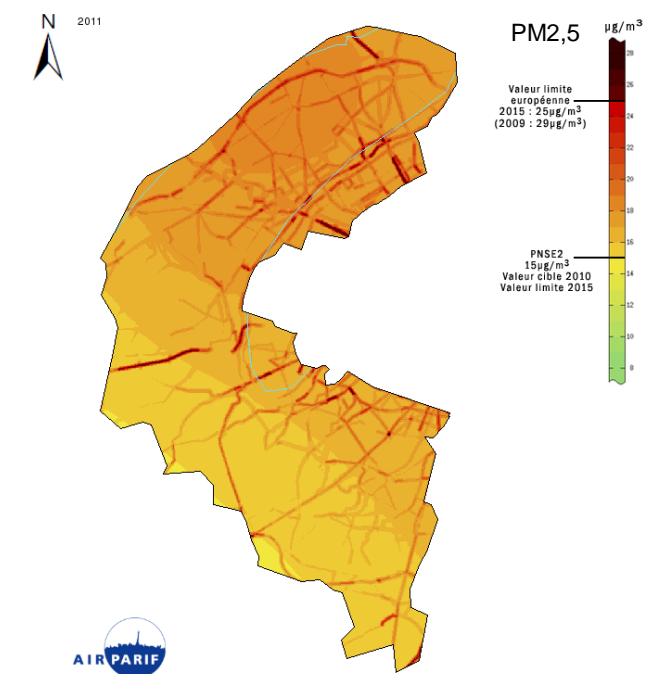 N
2011
PM2,5
µg/m³
28
26
Valeur limite
européenne
2015 : 25µg/m³
(2009 : 29µg/m³)
24
22
20
18
16
PNSE2
15µg/m³
Valeur cible 2010
Valeur limite 2015
14
12
10
8
AIRPARIF